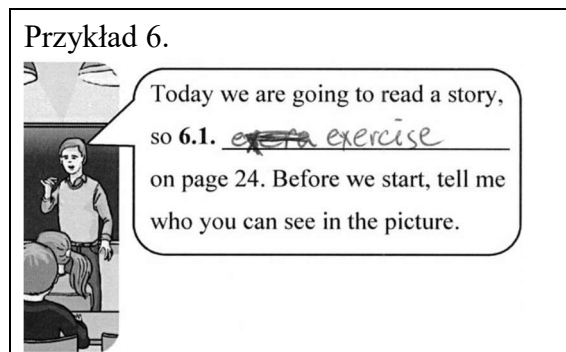 Przykład 6.
Today we are going to read a story,
so 6.1. exercise
on page 24. Before we start, tell me
who you can see in the picture.